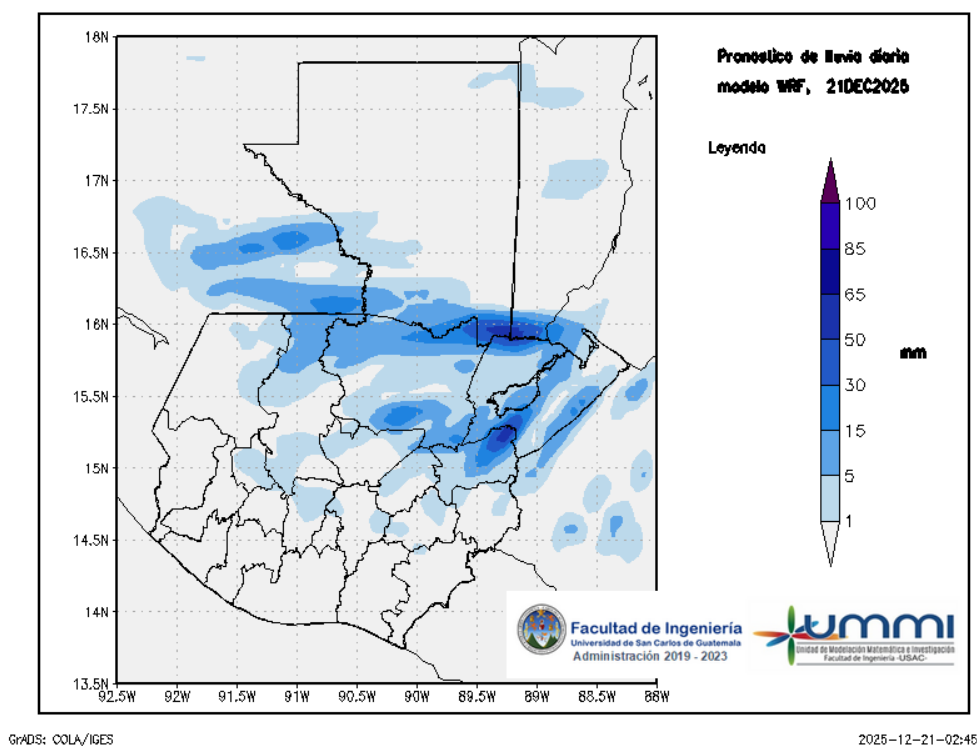 Pronostico de lluvia diaria
modelo WRF, 21DEC2025
Leyenda
100
85
65
50
30
15
5
1
mm
18N
17.5N
17N
16.5N
16N
15.5N
15N
14.5N
14N
13.5N
92.5W
92W
91.5W
91W
90.5W
90W
89.5W
89W
88.5W
88W
Facultad de Ingeniería
Universidad de San Carlos de Guatemala
Administración 2019 - 2023
ummi
Unidad de Modelación Matemática e Investigación
Facultad de Ingeniería -USAC-
GrADS: COLA/IGES
2025-12-21-02:45